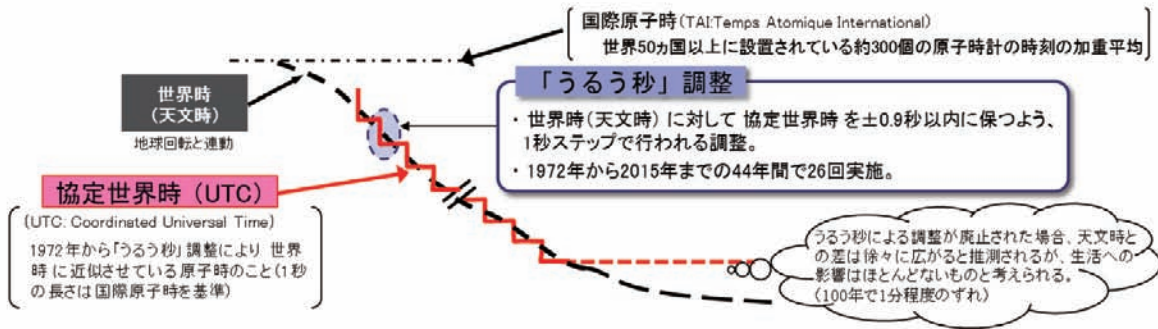 国際原子時(TAI:Temps Atomique International)
世界50ヵ国以上に設置されている約300個の原子時計の時刻の加重平均
世界時
(天文時)
地球回転と連動
「うるう秒」調整
・世界時(天文時)に対して 協定世界時 を±0.9秒以内に保つよう、
1秒ステップで行われる調整。
・1972年から2015年までの44年間で26回実施。
協定世界時(UTC)
(UTC: Coordinated Universal Time)
1972年から「うるう秒」調整により 世界
時 に近似させている原子時のこと(1秒
の長さは国際原子時を基準)
うるう秒による調整が廃止された場合、天文時と
の差は徐々に広がると推測されるが、生活への
影響はほとんどないものと考えられる。
(100年で1分程度のずれ)